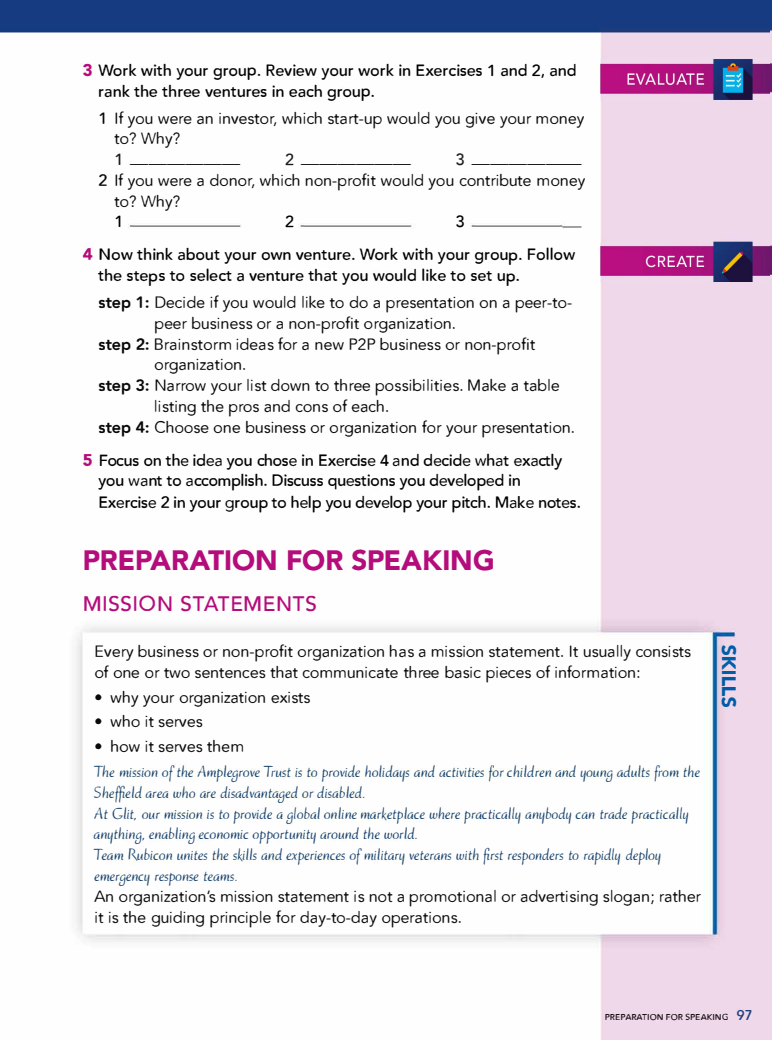 3 Work with your group. Review your work in Exercises 1 and 2, and
rank the three ventures in each group.
EVALUATE
1 If you were an investor, which start-up would you give your money
to? Why?
1 ____________ 2 ____________ 3 ____________
2 If you were a donor, which non-profit would you contribute money
to? Why?
1 ____________ 2 ____________ 3 ____________
4 Now think about your own venture. Work with your group. Follow
the steps to select a venture that you would like to set up.
CREATE
step 1: Decide if you would like to do a presentation on a peer-to-
peer business or a non-profit organization.
step 2: Brainstorm ideas for a new P2P business or non-profit
organization.
step 3: Narrow your list down to three possibilities. Make a table
listing the pros and cons of each.
step 4: Choose one business or organization for your presentation.
5 Focus on the idea you chose in Exercise 4 and decide what exactly
you want to accomplish. Discuss questions you developed in
Exercise 2 in your group to help you develop your pitch. Make notes.
PREPARATION FOR SPEAKING
MISSION STATEMENTS
SKILLS
Every business or non-profit organization has a mission statement. It usually consists
of one or two sentences that communicate three basic pieces of information:
• why your organization exists
• who it serves
• how it serves them
The mission of the Amplegrove Trust is to provide holidays and activities for children and young adults from the
Sheffield area who are disadvantaged or disabled.
At Glit, our mission is to provide a global online marketplace where practically anybody can trade practically
anything, enabling economic opportunity around the world.
Team Rubicon unites the skills and experiences of military veterans with first responders to rapidly deploy
emergency response teams.
An organization's mission statement is not a promotional or advertising slogan; rather
it is the guiding principle for day-to-day operations.
PREPARATION FOR SPEAKING 97